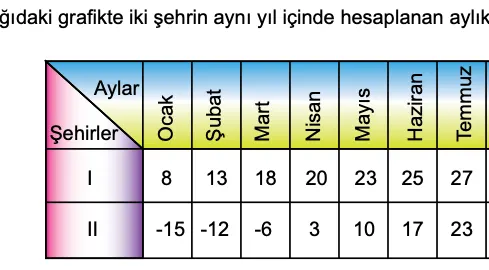 ğıdaki grafikte iki şehrin aynı yıl içinde hesaplanan aylık
Aylar
Şehirler
Ocak Şubat Mart Nisan Mayıs Haziran Temmuz
I 8 13 18 20 23 25 27
II -15 -12 -6 3 10 17 23